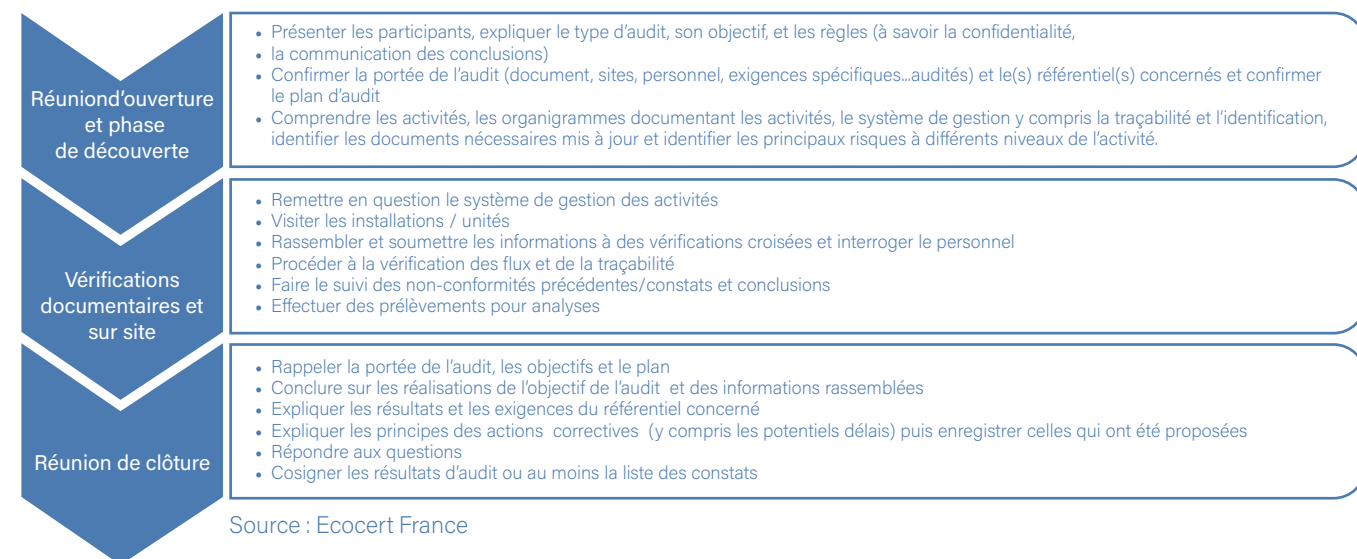 Réuniond'ouverture
et phase
de découverte
• Présenter les participants, expliquer le type d'audit, son objectif, et les règles (à savoir la confidentialité,
• la communication des conclusions)
• Confirmer la portée de l'audit (document, sites, personnel, exigences spécifiques...audités) et le(s) référentiel(s) concernés et confirmer
le plan d'audit
• Comprendre les activités, les organigrammes documentant les activités, le système de gestion y compris la traçabilité et l'identification,
identifier les documents nécessaires mis à jour et identifier les principaux risques à différents niveaux de l'activité.
Vérifications
documentaires et
sur site
• Remettre en question le système de gestion des activités
• Visiter les installations / unités
• Rassembler et soumettre les informations à des vérifications croisées et interroger le personnel
• Procéder à la vérification des flux et de la traçabilité
• Faire le suivi des non-conformités précédentes/constats et conclusions
• Effectuer des prélèvements pour analyses
Réunion de clôture
• Rappeler la portée de l'audit, les objectifs et le plan
• Conclure sur les réalisations de l'objectif de l'audit et des informations rassemblées
• Expliquer les résultats et les exigences du référentiel concerné
• Expliquer les principes des actions correctives (y compris les potentiels délais) puis enregistrer celles qui ont été proposées
• Répondre aux questions
• Cosigner les résultats d'audit ou au moins la liste des constats
Source : Ecocert France